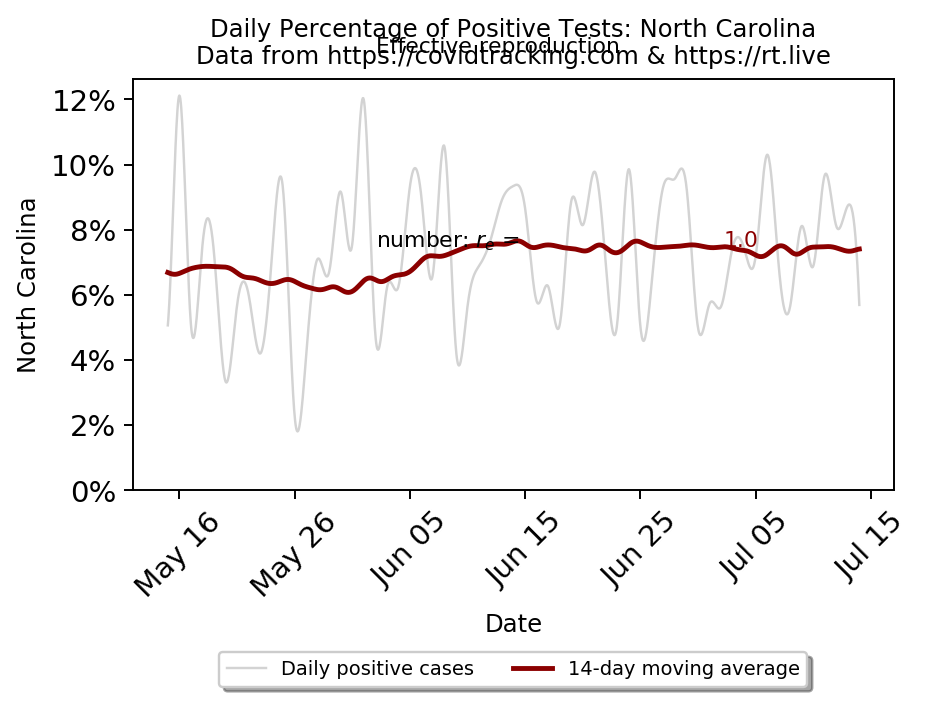 Daily Percentage of Positive Tests: North Carolina
Effective reproduction
Data from https://covidtracking.com & https://rt.live
12%
10%
8%
6%
4%
2%
0%
North Carolina
number: rₑ =
1.0
May 16
May 26
Jun 05
Jun 15
Jun 25
Jul 05
Jul 15
Date
Daily positive cases
14-day moving average